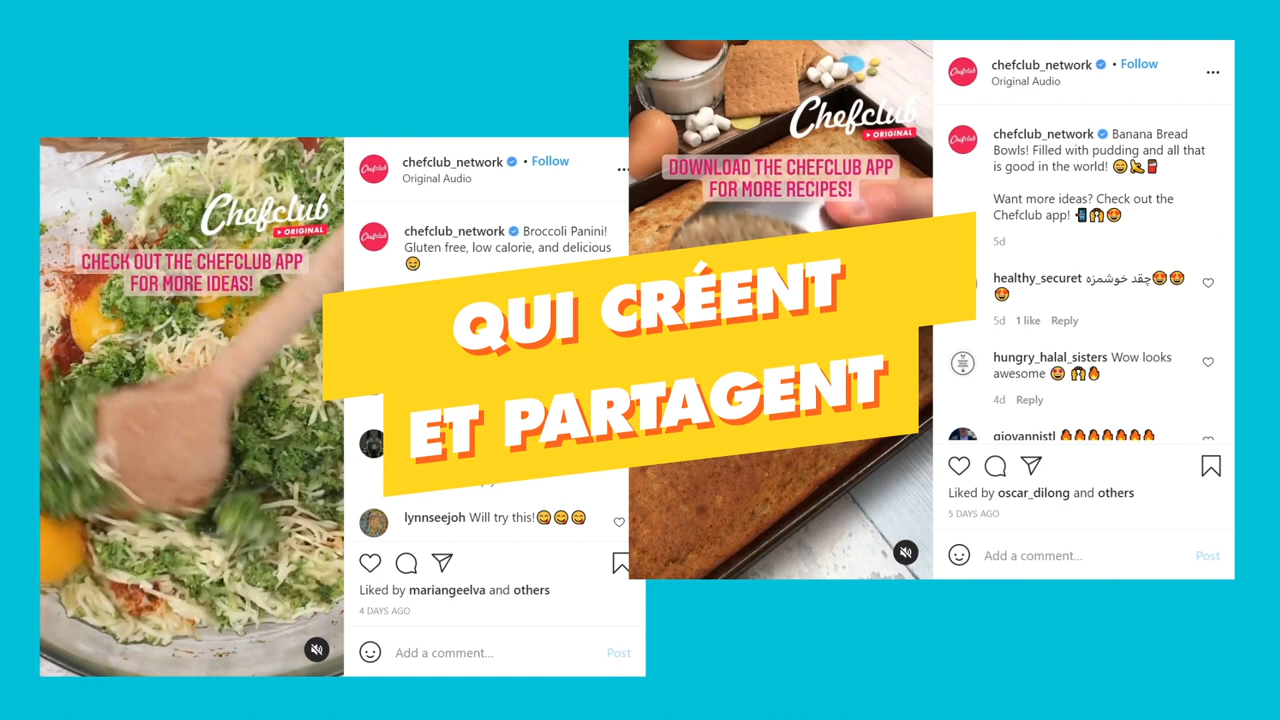 Chefclub
ORIGINAL
CHECK OUT THE CHEFCLUB APP
FOR MORE IDEAS!
Chefclub
chefclub_network • Follow
Original Audio
Chefclub
chefclub_network Broccoli Panini!
Gluten free, low calorie, and delicious
😊
lynnseejoh Will try this!😋😋😋
Liked by mariangeelva and others
4 DAYS AGO
Add a comment...
Post
QUI CRÉENT
ET PARTAGENT
Chefclub
ORIGINAL
DOWNLOAD THE CHEFCLUB APP
FOR MORE RECIPES!
Chefclub
chefclub_network • Follow
Original Audio
Chefclub
chefclub_network Banana Bread
Bowls! Filled with pudding and all that
is good in the world! 😄💪🥫
Want more ideas? Check out the
Chefclub app! 📲🙌🤩
5d
healthy_securet چقد خوشمزه😍😍
😍
5d 1 like Reply
hungry_halal_sisters Wow looks
awesome 🤩 🙌🔥
4d Reply
giovannistl 🔥🔥🔥🔥🔥🔥🔥
Liked by oscar_dilong and others
5 DAYS AGO
Add a comment...
Post